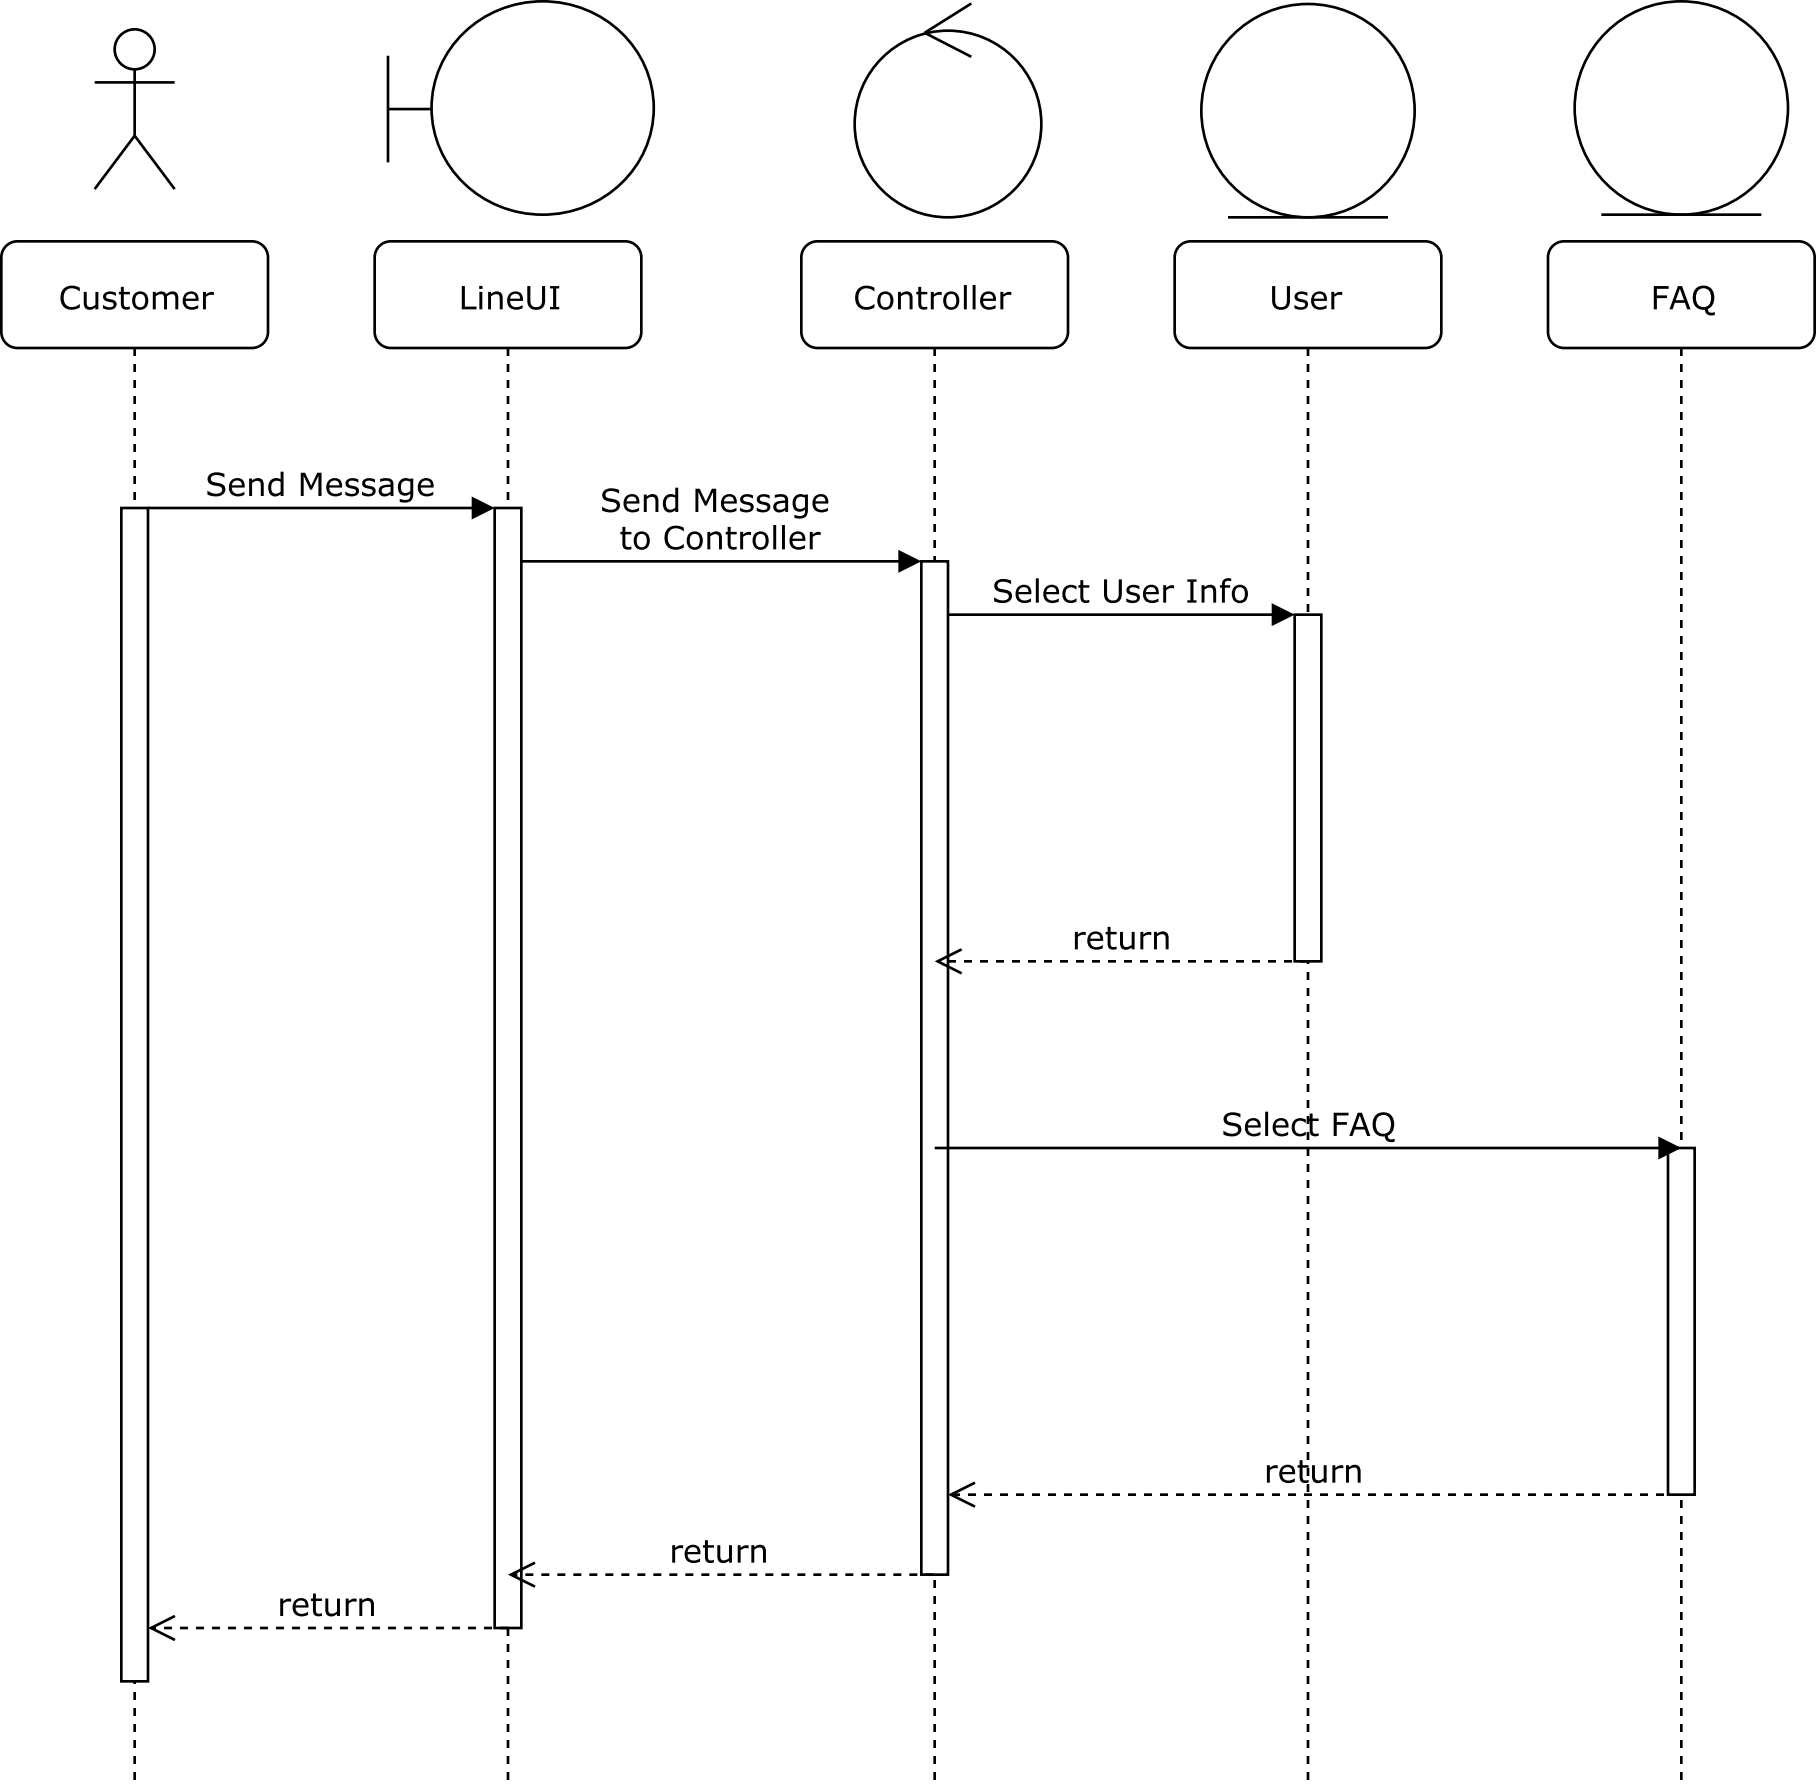 Customer
LineUI
Controller
User
FAQ
Send Message
Send Message
to Controller
Select User Info
return
Select FAQ
return
return
return